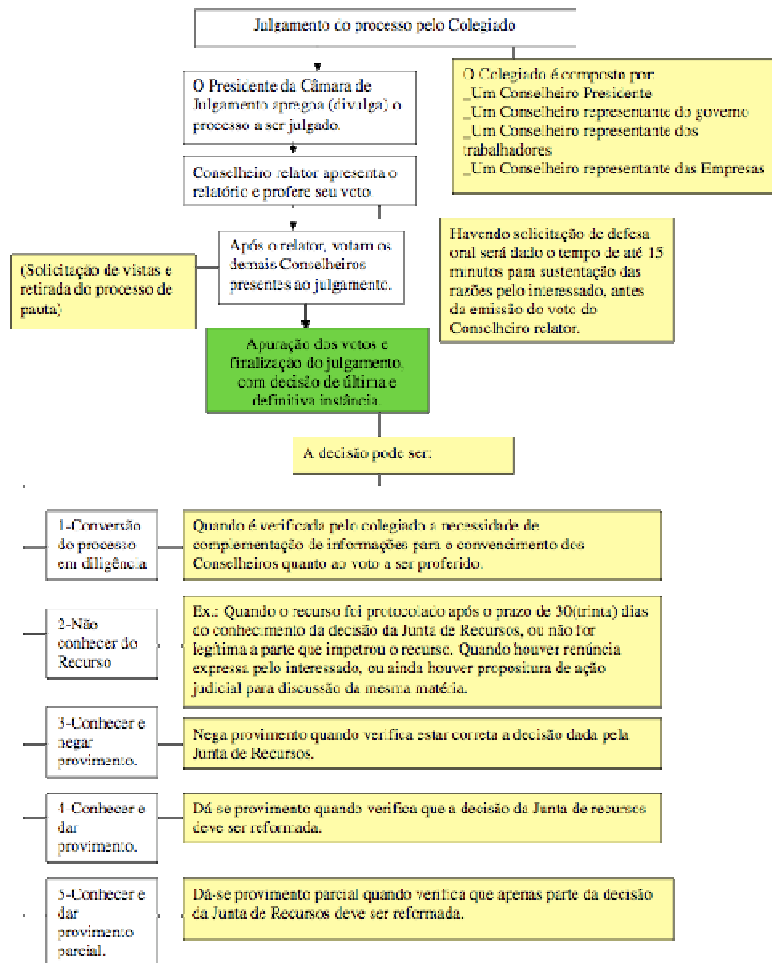 Julgamento do processo pelo Colegiado
O Presidente da Câmara de
Julgamento apregoa (divulga) o
processo a ser julgado.
O Colegiado é composto por:
_Um Conselheiro Presidente
_Um Conselheiro representante do governo
_Um Conselheiro representante dos
trabalhadores
_Um Conselheiro representante das Empresas
Conselheiro relator apresenta o
relatório e profere seu voto
Após o relator, votam os
demais Conselheiros
presentes ao julgamento.
(Solicitação de vistas e
retirada do processo de
pauta)
Havendo solicitação de defesa
oral será dado o tempo de até 15
minutos para sustentação das
razões pelo interessado, antes
da emissão do voto do
Conselheiro relator.
Apuração dos votos e
finalização do julgamento,
com decisão de última e
definitiva instância
A decisão pode ser:
1-Conversão
do processo
em diligência
Quando é verificada pelo colegiado a necessidade de
complementação de informações para o convencimento dos
Conselheiros quanto ao voto a ser proferido.
2-Não
conhecer do
Recurso
Ex.: Quando o recurso foi protocolado após o prazo de 30(trinta) dias
do conhecimento da decisão da Junta de Recursos, ou não for
legítima a parte que impetrou o recurso. Quando houver renúncia
expressa pelo interessado, ou ainda houver propositura de ação
judicial para discussão da mesma matéria.
3-Conhecer e
negar
provimento.
Nega provimento quando verifica estar correta a decisão dada pela
Junta de Recursos.
4-Conhecer e
dar
provimento.
Dá-se provimento quando verifica que a decisão da Junta de recursos
deve ser reformada.
5-Conhecer e
dar
provimento
parcial.
Dá-se provimento parcial quando verifica que apenas parte da decisão
da Junta de Recursos deve ser reformada.